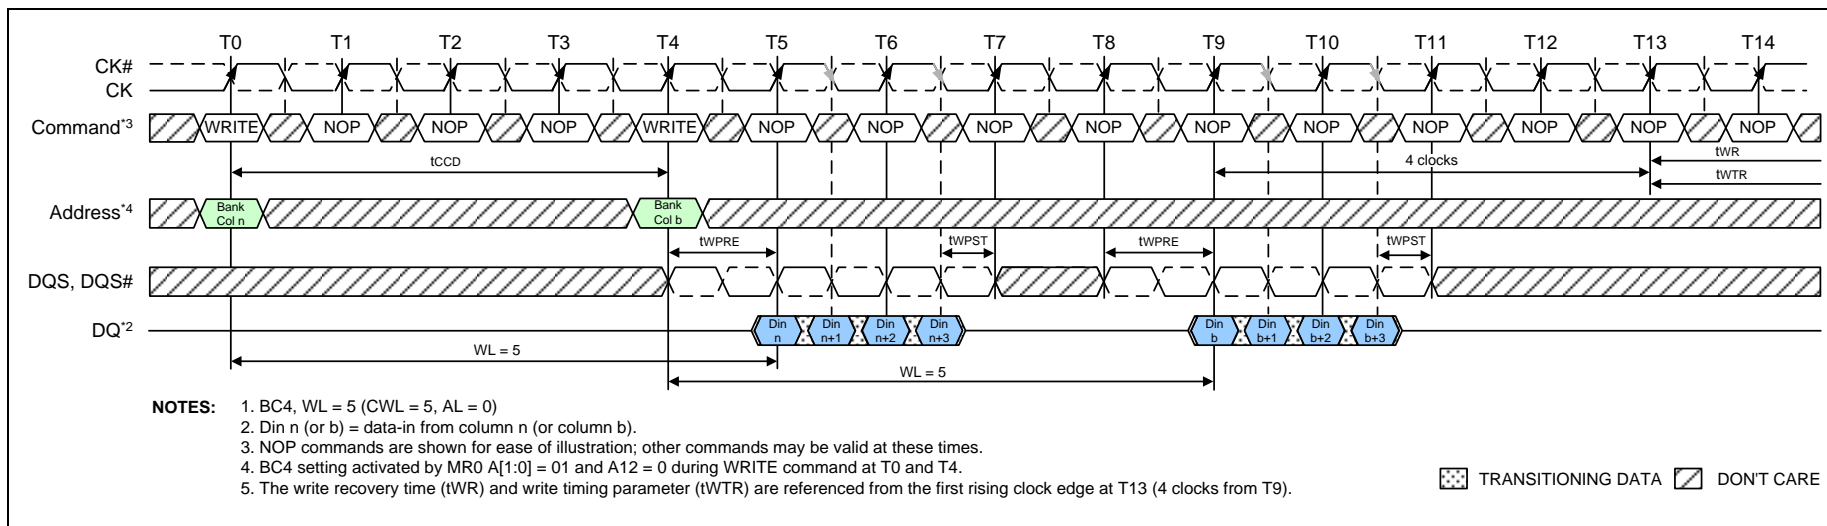 T0 T1 T2 T3 T4 T5 T6 T7 T8 T9 T10 T11 T12 T13 T14
CK#
CK
Command*3 WRITE NOP NOP NOP WRITE NOP NOP NOP NOP NOP NOP NOP NOP NOP NOP
tCCD 4 clocks tWR
tWTR
Address*4 Bank Col n Bank Col b
tWPRE tWPST tWPRE tWPST
DQS, DQS#
DQ*2 Din n Din n+1 Din n+2 Din n+3 Din b Din b+1 Din b+2 Din b+3
WL = 5
WL = 5
NOTES: 1. BC4, WL = 5 (CWL = 5, AL = 0)
2. Din n (or b) = data-in from column n (or column b).
3. NOP commands are shown for ease of illustration; other commands may be valid at these times.
4. BC4 setting activated by MR0 A[1:0] = 01 and A12 = 0 during WRITE command at T0 and T4.
5. The write recovery time (tWR) and write timing parameter (tWTR) are referenced from the first rising clock edge at T13 (4 clocks from T9).
TRANSITIONING DATA DON'T CARE